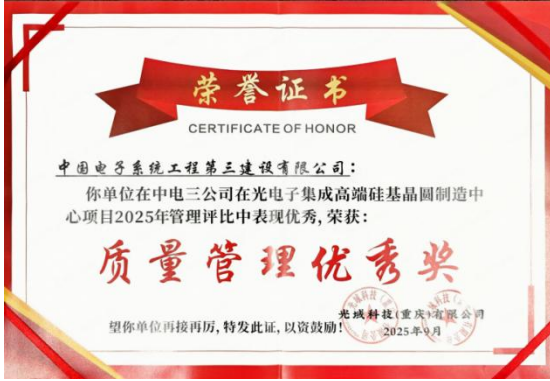 荣誉证书
CERTIFICATE OF HONOR
中国电子系统工程第三建设有限公司：
你单位在中电三公司在光电子集成高端硅基晶圆制造中
心项目2025年管理评比中表现优秀，荣获：
质量管理优秀奖
光域科技(重庆)有限公司
望你单位再接再厉，特发此证，以资鼓励！
2025年9月